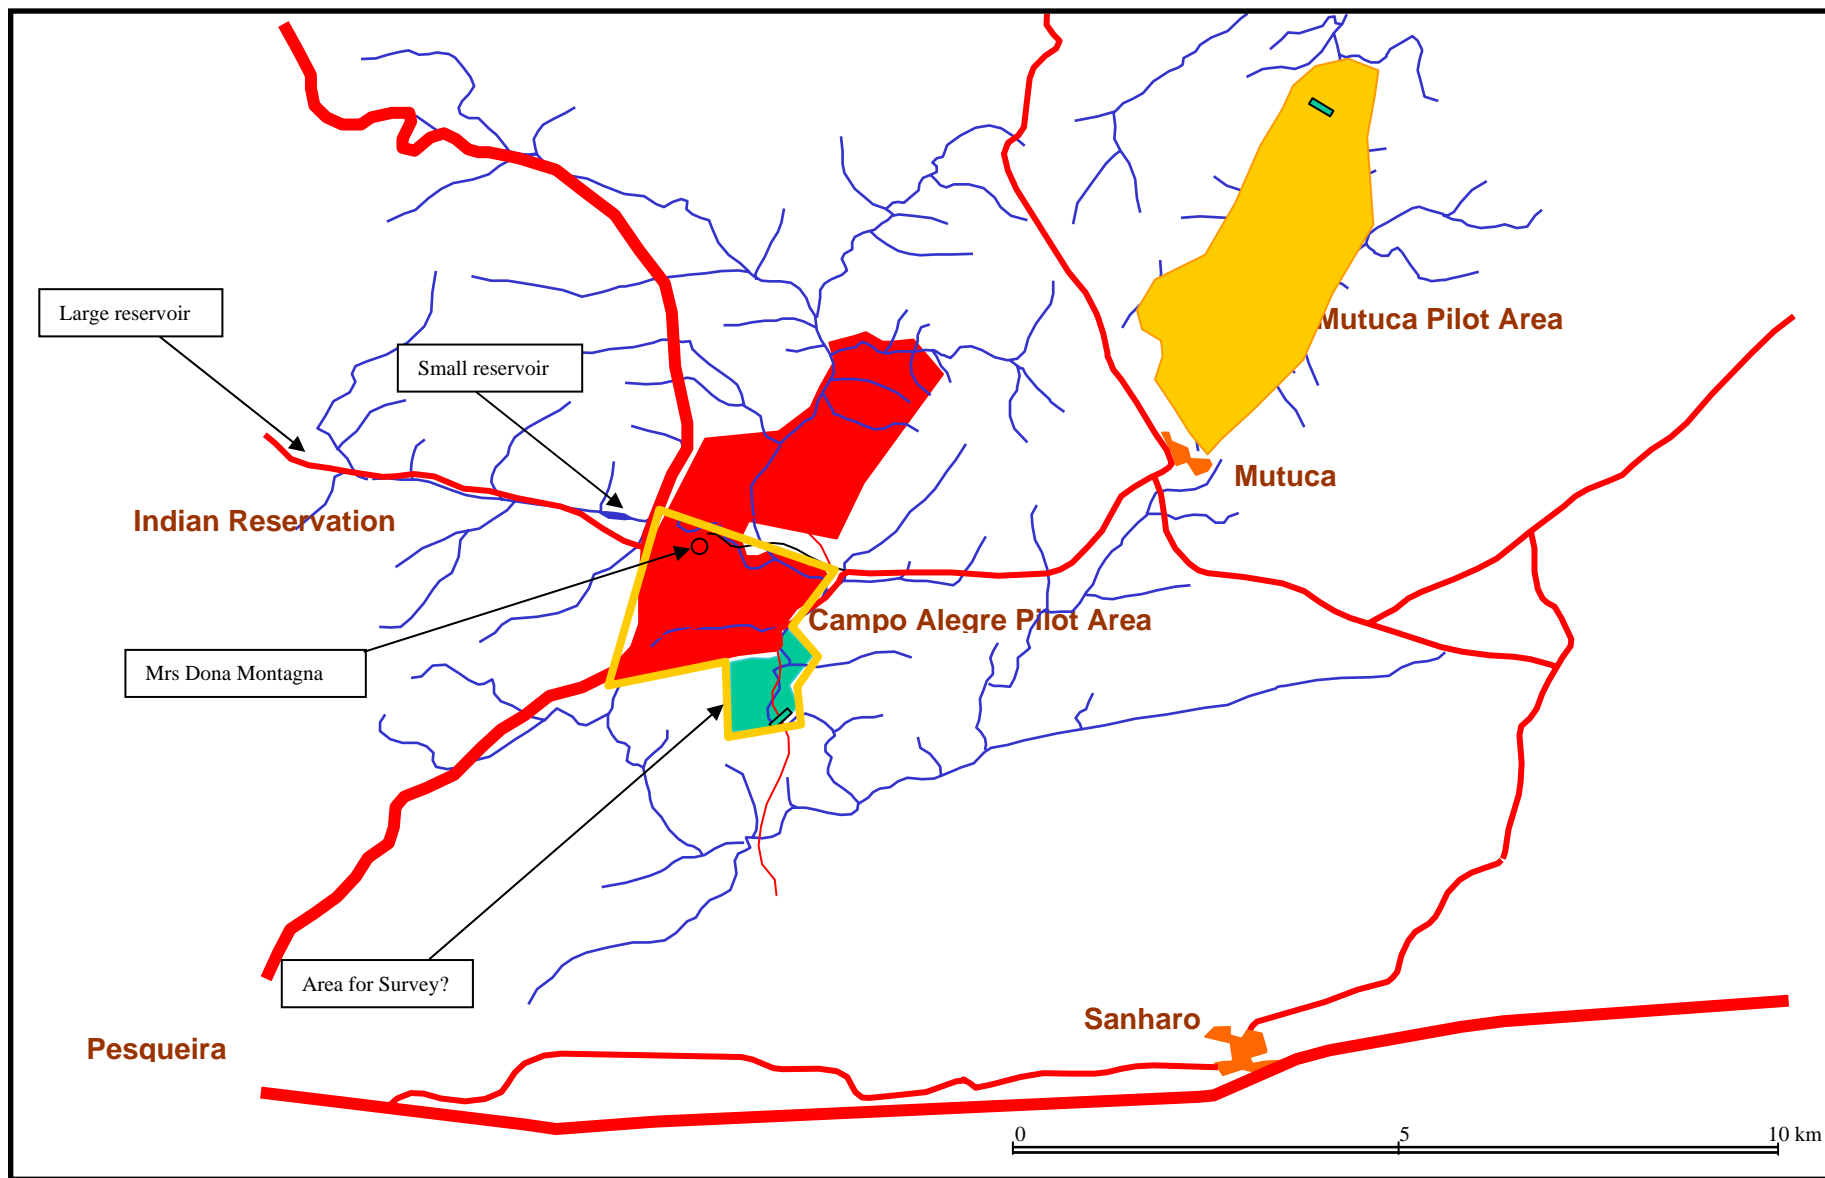 Large reservoir
Mutuca Pilot Area
Small reservoir
Mutuca
Indian Reservation
Campo Alegre Pilot Area
Mrs Dona Montagna
Area for Survey?
Sanharo
Pesqueira
0 5 10 km